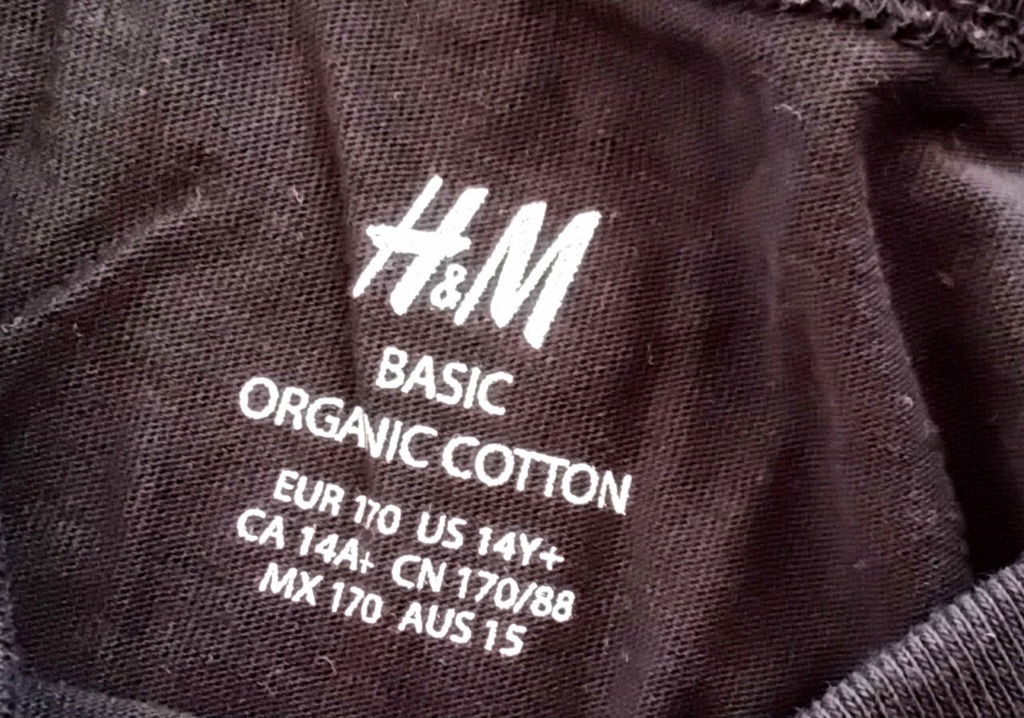 H&M
BASIC
ORGANIC COTTON
EUR 170 US 14Y+
CA 14A+ CN 170/88
MX 170 AUS 15